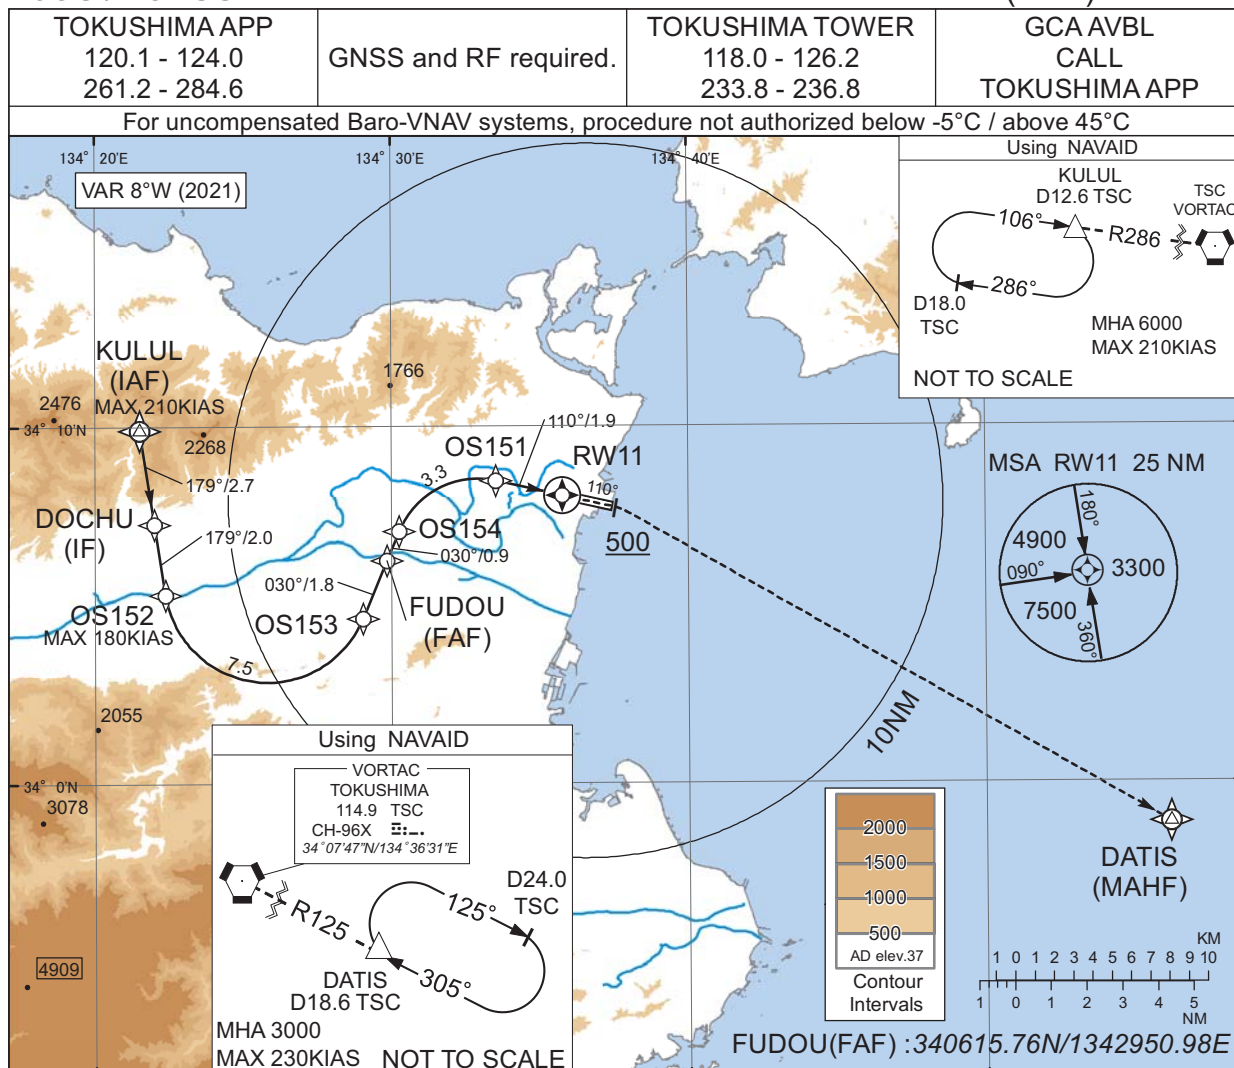 TOKUSHIMA APP
120.1 - 124.0
261.2 - 284.6
GNSS and RF required.
TOKUSHIMA TOWER
118.0 - 126.2
233.8 - 236.8
GCA AVBL
CALL
TOKUSHIMA APP
For uncompensated Baro-VNAV systems, procedure not authorized below -5°C / above 45°C
134° 20'E
134° 30'E
134° 40'E
VAR 8°W (2021)
Using NAVAID
KULUL
D12.6 TSC
TSC
VORTAC
106°
R286
286°
D18.0
TSC
MHA 6000
MAX 210KIAS
NOT TO SCALE
KULUL
(IAF)
MAX 210KIAS
2476
1766
34° 10'N
2268
110°/1.9
OS151
RW11
3.3
110°
179°/2.7
DOCHU
(IF)
179°/2.0
OS154
030°/0.9
500
030°/1.8
OS152
MAX 180KIAS
OS153
FUDOU
(FAF)
7.5
MSA RW11 25 NM
180°
4900
3300
090°
7500
360°
2055
10NM
34° 0'N
3078
4909
Using NAVAID
VORTAC
TOKUSHIMA
114.9 TSC
CH-96X
34°07'47"N/134°36'31"E
D24.0
TSC
125°
R125
305°
DATIS
D18.6 TSC
MHA 3000
MAX 230KIAS
NOT TO SCALE
2000
1500
1000
500
AD elev.37
Contour
Intervals
DATIS
(MAHF)
KM
1 0 1 2 3 4 5 6 7 8 9 10
1 0 1 2 3 4 5
NM
FUDOU(FAF) :340615.76N/1342950.98E